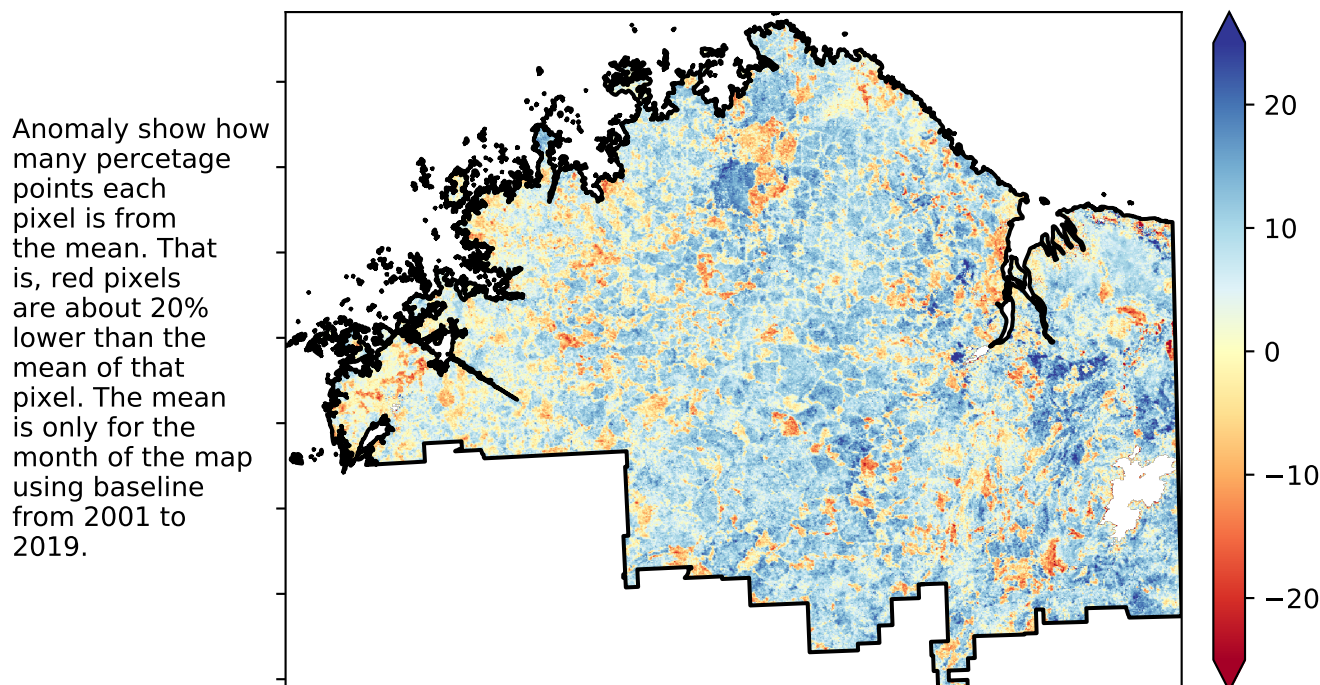 Anomaly show how
many percetage
points each
pixel is from
the mean. That
is, red pixels
are about 20%
lower than the
mean of that
pixel. The mean
is only for the
month of the map
using baseline
from 2001 to
2019.
20
10
0
−10
−20